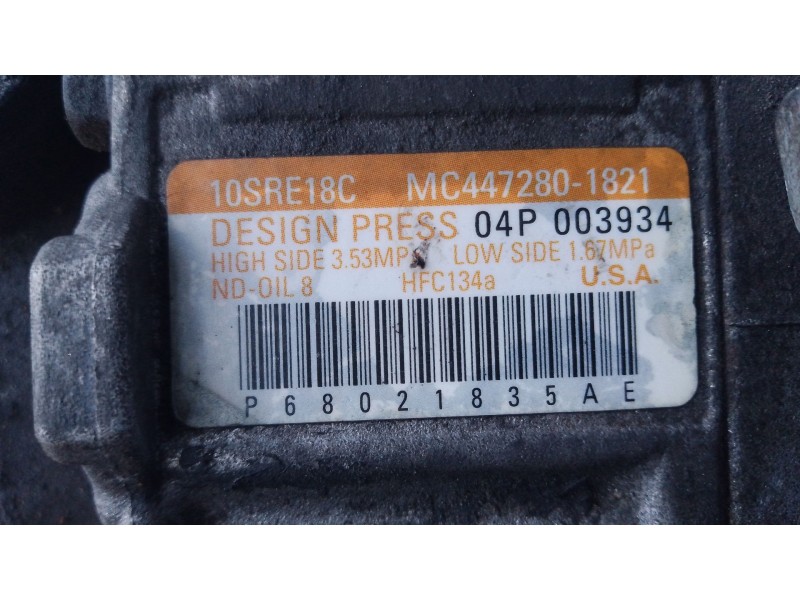 10SRE18C MC447280-1821
DESIGN PRESS 04P 003934
HIGH SIDE 3.53MPa LOW SIDE 1.67MPa
ND-OIL 8 HFC134a U.S.A.
P68021835AE